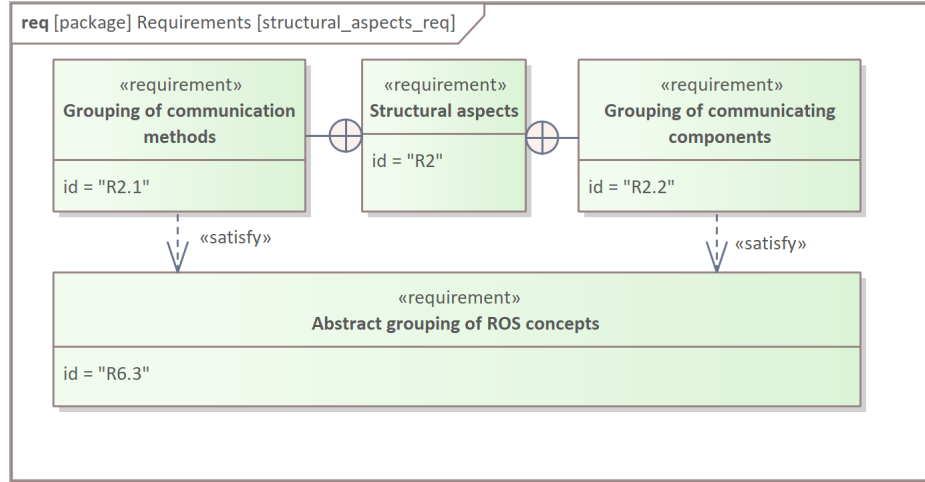 req [package] Requirements [structural_aspects_req]
«requirement»
Grouping of communication
methods
id = "R2.1"
«requirement»
Structural aspects
id = "R2"
«requirement»
Grouping of communicating
components
id = "R2.2"
«satisfy»
«satisfy»
«requirement»
Abstract grouping of ROS concepts
id = "R6.3"